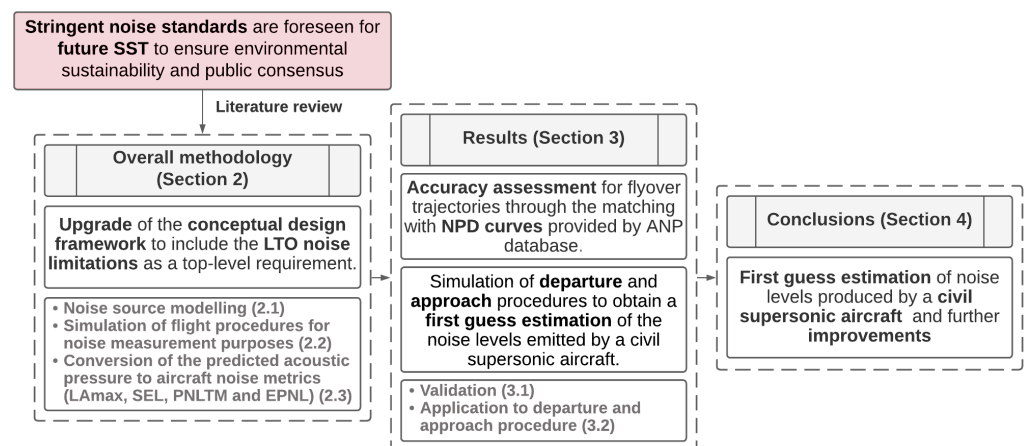 Stringent noise standards are foreseen for
future SST to ensure environmental
sustainability and public consensus
Literature review
Overall methodology
(Section 2)
Upgrade of the conceptual design
framework to include the LTO noise
limitations as a top-level requirement.
• Noise source modelling (2.1)
• Simulation of flight procedures for
noise measurement purposes (2.2)
• Conversion of the predicted acoustic
pressure to aircraft noise metrics
(LAmax, SEL, PNLTM and EPNL) (2.3)
Results (Section 3)
Accuracy assessment for flyover
trajectories through the matching
with NPD curves provided by ANP
database.
Simulation of departure and
approach procedures to obtain a
first guess estimation of the
noise levels emitted by a civil
supersonic aircraft.
• Validation (3.1)
• Application to departure and
approach procedure (3.2)
Conclusions (Section 4)
First guess estimation of noise
levels produced by a civil
supersonic aircraft and further
improvements